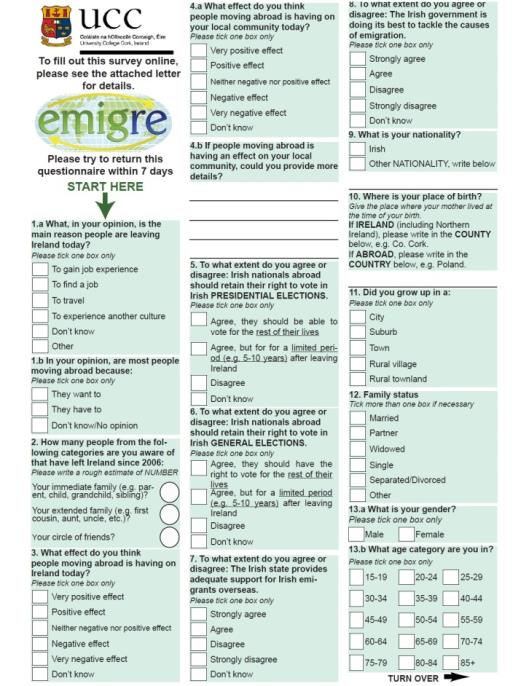 UCC
Coláiste na hOllscoile Corcaigh, Éire
University College Cork, Ireland
To fill out this survey online,
please see the attached letter
for details.
emigre
Please try to return this
questionnaire within 7 days
START HERE
1.a What, in your opinion, is the
main reason people are leaving
Ireland today?
Please tick one box only
To gain job experience
To find a job
To travel
To experience another culture
Don't know
Other
1.b In your opinion, are most people
moving abroad because:
Please tick one box only
They want to
They have to
Don't know/No opinion
2. How many people from the fol-
lowing categories are you aware of
that have left Ireland since 2006:
Please write a rough estimate of NUMBER
Your immediate family (e.g. par-
ent, child, grandchild, sibling)?
Your extended family (e.g. first
cousin, aunt, uncle, etc.)?
Your circle of friends?
3. What effect do you think
people moving abroad is having on
Ireland today?
Please tick one box only
Very positive effect
Positive effect
Neither negative nor positive effect
Negative effect
Very negative effect
Don't know
4.a What effect do you think
people moving abroad is having on
your local community today?
Please tick one box only
Very positive effect
Positive effect
Neither negative nor positive effect
Negative effect
Very negative effect
Don't know
4.b If people moving abroad is
having an effect on your local
community, could you provide more
details?
5. To what extent do you agree or
disagree: Irish nationals abroad
should retain their right to vote in
Irish PRESIDENTIAL ELECTIONS.
Please tick one box only
Agree, they should be able to
vote for the rest of their lives
Agree, but for for a limited peri-
od (e.g. 5-10 years) after leaving
Ireland
Disagree
Don't know
6. To what extent do you agree or
disagree: Irish nationals abroad
should retain their right to vote in
Irish GENERAL ELECTIONS.
Please tick one box only
Agree, they should have the
right to vote for the rest of their
lives
Agree, but for a limited period
(e.g. 5-10 years) after leaving
Ireland
Disagree
Don't know
7. To what extent do you agree or
disagree: The Irish state provides
adequate support for Irish emi-
grants overseas.
Please tick one box only
Strongly agree
Agree
Disagree
Strongly disagree
Don't know
8. To what extent do you agree or
disagree: The Irish government is
doing its best to tackle the causes
of emigration.
Please tick one box only
Strongly agree
Agree
Disagree
Strongly disagree
Don't know
9. What is your nationality?
Irish
Other NATIONALITY, write below
10. Where is your place of birth?
Give the place where your mother lived at
the time of your birth.
If IRELAND (including Northern
Ireland), please write in the COUNTY
below, e.g. Co. Cork.
If ABROAD, please write in the
COUNTRY below, e.g. Poland.
11. Did you grow up in a:
Please tick one box only
City
Suburb
Town
Rural village
Rural townland
12. Family status
Tick more than one box if necessary
Married
Partner
Widowed
Single
Separated/Divorced
Other
13.a What is your gender?
Please tick one box only
Male Female
13.b What age category are you in?
Please tick one box only
15-19 20-24 25-29
30-34 35-39 40-44
45-49 50-54 55-59
60-64 65-69 70-74
75-79 80-84 85+
TURN OVER